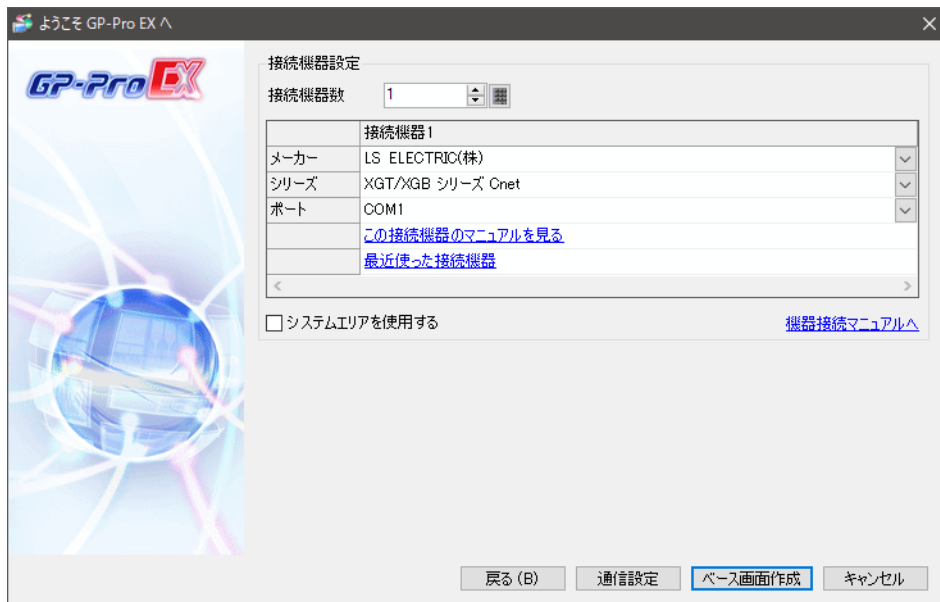 ようこそ GP-Pro EX へ
GP-Pro EX
接続機器設定
接続機器数 1
接続機器1
メーカー LS ELECTRIC(株)
シリーズ XGT/XGB シリーズ Cnet
ポート COM1
この接続機器のマニュアルを見る
最近使った接続機器
システムエリアを使用する 機器接続マニュアルへ
戻る(B) 通信設定 ベース画面作成 キャンセル